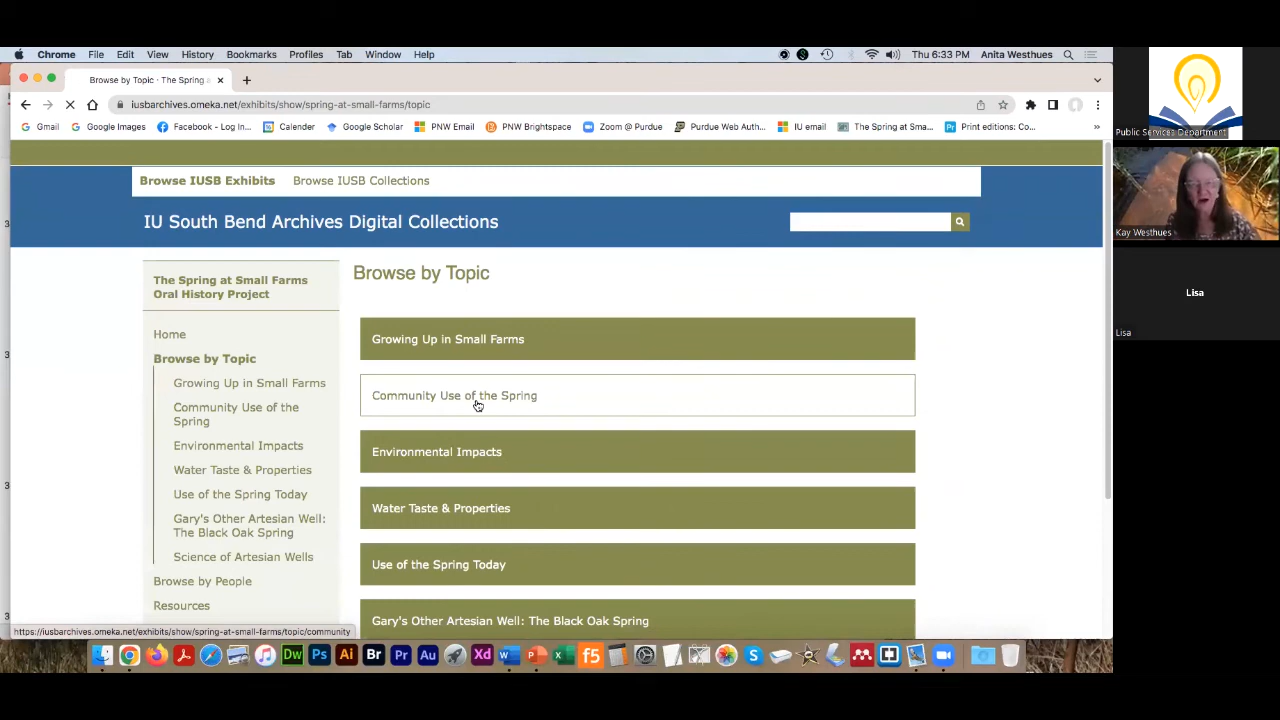 Chrome File Edit View History Bookmarks Profiles Tab Window Help Thu 6:33 PM Anita Westhues
Browse by Topic · The Spring a
iusbarchives.omeka.net/exhibits/show/spring-at-small-farms/topic
Gmail Google Images Facebook - Log In... Calender Google Scholar PNW Email PNW Brightspace Zoom @ Purdue Purdue Web Auth... IU email The Spring at Sma... Print editions: Co... »
Browse IUSB Exhibits Browse IUSB Collections
IU South Bend Archives Digital Collections
The Spring at Small Farms
Oral History Project
Home
Browse by Topic
Growing Up in Small Farms
Community Use of the
Spring
Environmental Impacts
Water Taste & Properties
Use of the Spring Today
Gary's Other Artesian Well:
The Black Oak Spring
Science of Artesian Wells
Browse by People
Resources
Browse by Topic
Growing Up in Small Farms
Community Use of the Spring
Environmental Impacts
Water Taste & Properties
Use of the Spring Today
Gary's Other Artesian Well: The Black Oak Spring
https://iusbarchives.omeka.net/exhibits/show/spring-at-small-farms/topic/community
Dw Ps Ai Br Pr Au Xd W P X f5 S
Public Services Department
Kay Westhues
Lisa
Lisa